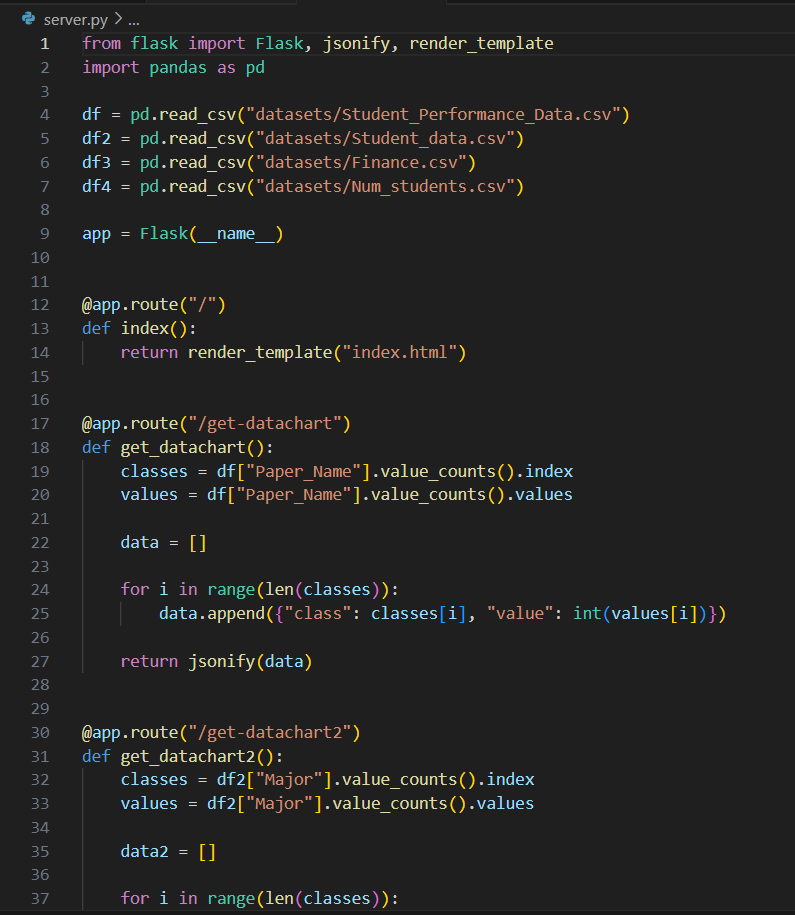 server.py > ...
1 from flask import Flask, jsonify, render_template
2 import pandas as pd
3
4 df = pd.read_csv("datasets/Student_Performance_Data.csv")
5 df2 = pd.read_csv("datasets/Student_data.csv")
6 df3 = pd.read_csv("datasets/Finance.csv")
7 df4 = pd.read_csv("datasets/Num_students.csv")
8
9 app = Flask(__name__)
10
11
12 @app.route("/")
13 def index():
14     return render_template("index.html")
15
16
17 @app.route("/get-datachart")
18 def get_datachart():
19     classes = df["Paper_Name"].value_counts().index
20     values = df["Paper_Name"].value_counts().values
21
22     data = []
23
24     for i in range(len(classes)):
25         data.append({"class": classes[i], "value": int(values[i])})
26
27     return jsonify(data)
28
29
30 @app.route("/get-datachart2")
31 def get_datachart2():
32     classes = df2["Major"].value_counts().index
33     values = df2["Major"].value_counts().values
34
35     data2 = []
36
37     for i in range(len(classes)):